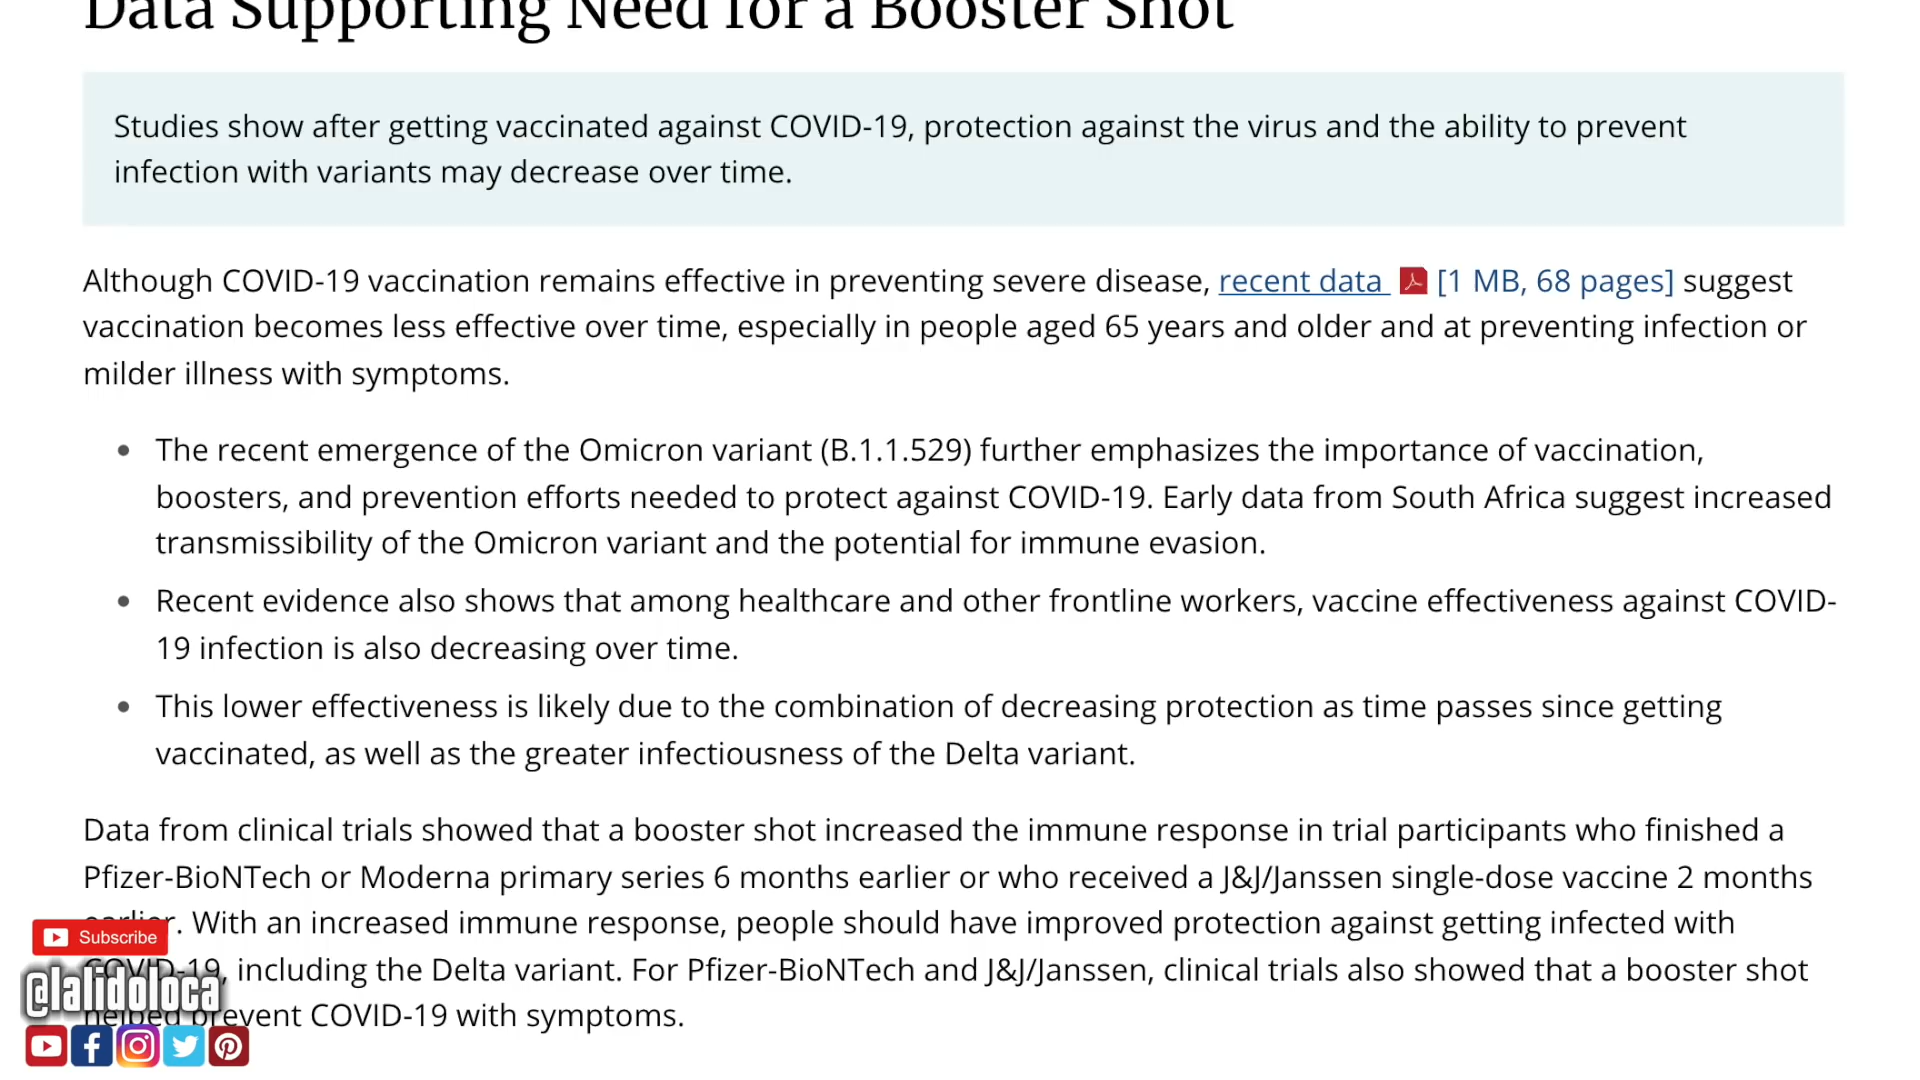 Data Supporting Need for a Booster Shot
Studies show after getting vaccinated against COVID-19, protection against the virus and the ability to prevent
infection with variants may decrease over time.
Although COVID-19 vaccination remains effective in preventing severe disease, recent data [1 MB, 68 pages] suggest
vaccination becomes less effective over time, especially in people aged 65 years and older and at preventing infection or
milder illness with symptoms.
• The recent emergence of the Omicron variant (B.1.1.529) further emphasizes the importance of vaccination,
boosters, and prevention efforts needed to protect against COVID-19. Early data from South Africa suggest increased
transmissibility of the Omicron variant and the potential for immune evasion.
• Recent evidence also shows that among healthcare and other frontline workers, vaccine effectiveness against COVID-
19 infection is also decreasing over time.
• This lower effectiveness is likely due to the combination of decreasing protection as time passes since getting
vaccinated, as well as the greater infectiousness of the Delta variant.
Data from clinical trials showed that a booster shot increased the immune response in trial participants who finished a
Pfizer-BioNTech or Moderna primary series 6 months earlier or who received a J&J/Janssen single-dose vaccine 2 months
earlier. With an increased immune response, people should have improved protection against getting infected with
COVID-19, including the Delta variant. For Pfizer-BioNTech and J&J/Janssen, clinical trials also showed that a booster shot
helped prevent COVID-19 with symptoms.
Subscribe
@lalidoloca